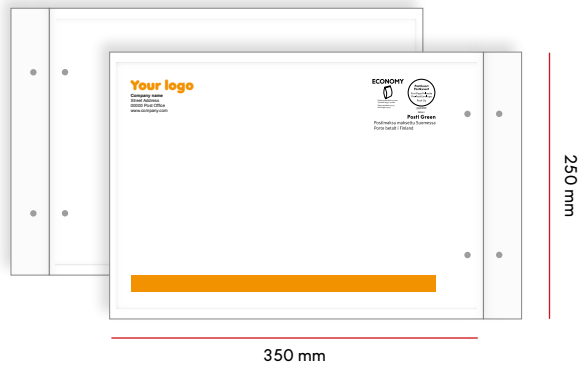 Your logo
Company name
Street Address
00000 Post Office
www.company.com
ECONOMY
Posti Green
Postimaksu maksettu Suomessa
Porto betalt i Finland
250 mm
350 mm